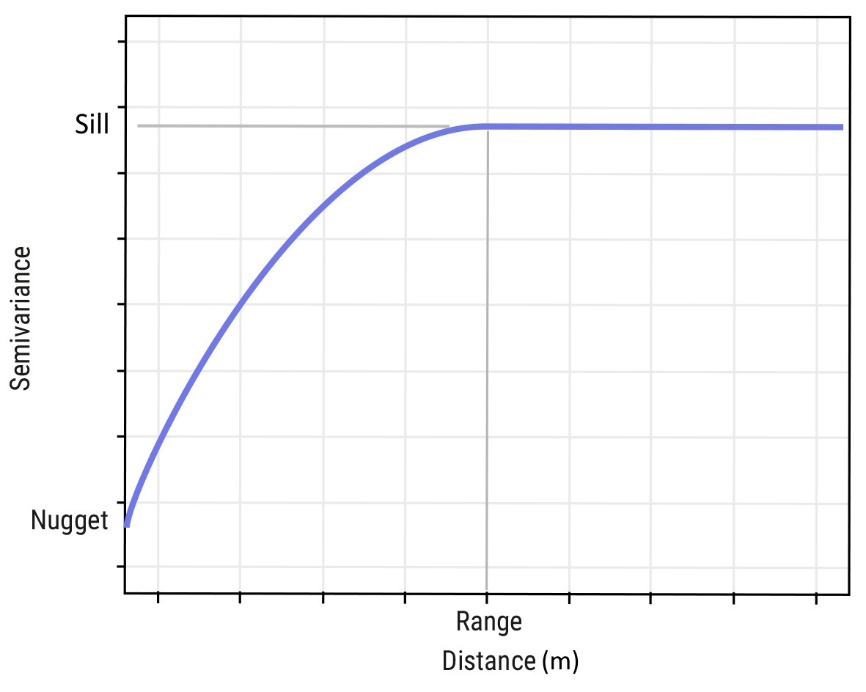 Sill
Semivariance
Nugget
Range
Distance (m)